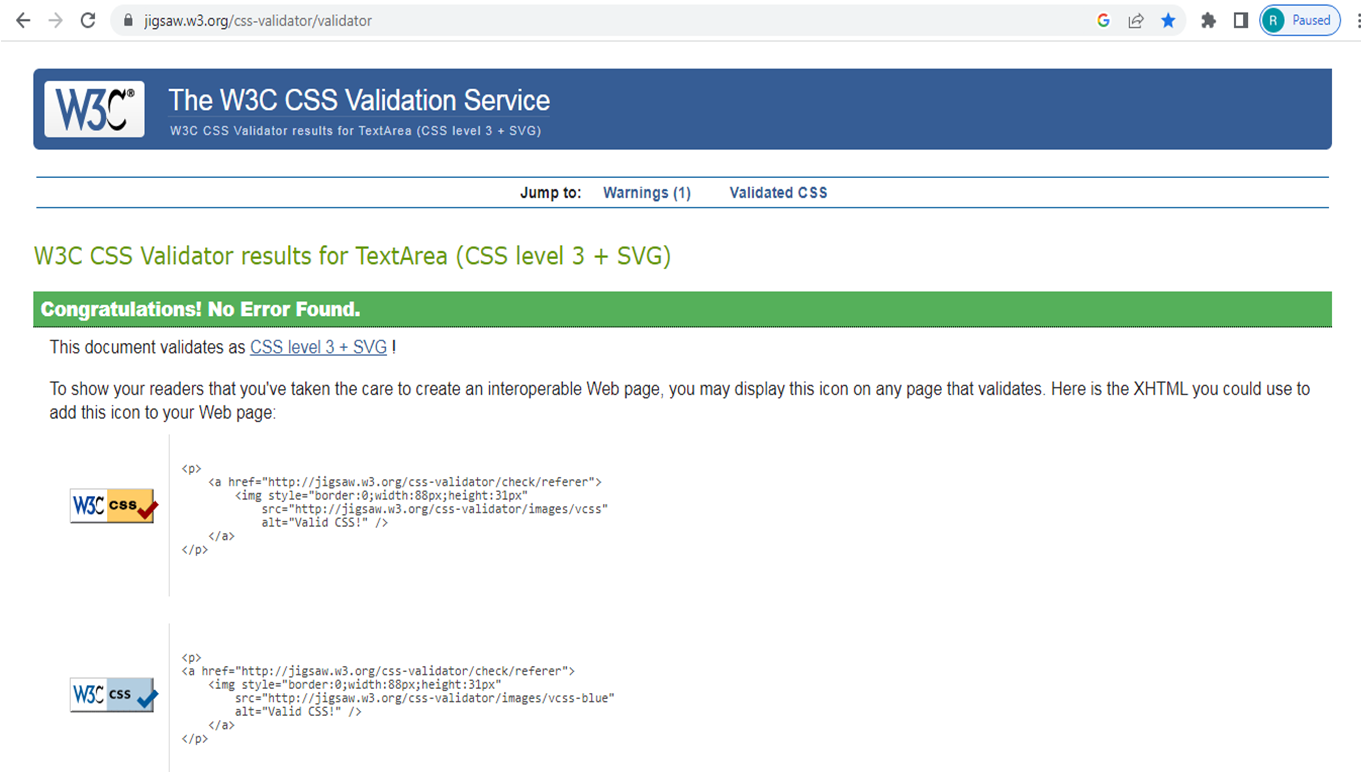 jigsaw.w3.org/css-validator/validator
G
R Paused
W3C® The W3C CSS Validation Service
W3C CSS Validator results for TextArea (CSS level 3 + SVG)
Jump to: Warnings (1) Validated CSS
W3C CSS Validator results for TextArea (CSS level 3 + SVG)
Congratulations! No Error Found.
This document validates as CSS level 3 + SVG !
To show your readers that you've taken the care to create an interoperable Web page, you may display this icon on any page that validates. Here is the XHTML you could use to
add this icon to your Web page:
W3C css
<p>
<a href="http://jigsaw.w3.org/css-validator/check/referer">
<img style="border:0;width:88px;height:31px"
src="http://jigsaw.w3.org/css-validator/images/vcss"
alt="Valid CSS!" />
</a>
</p>
W3C css
<p>
<a href="http://jigsaw.w3.org/css-validator/check/referer">
<img style="border:0;width:88px;height:31px"
src="http://jigsaw.w3.org/css-validator/images/vcss-blue"
alt="Valid CSS!" />
</a>
</p>